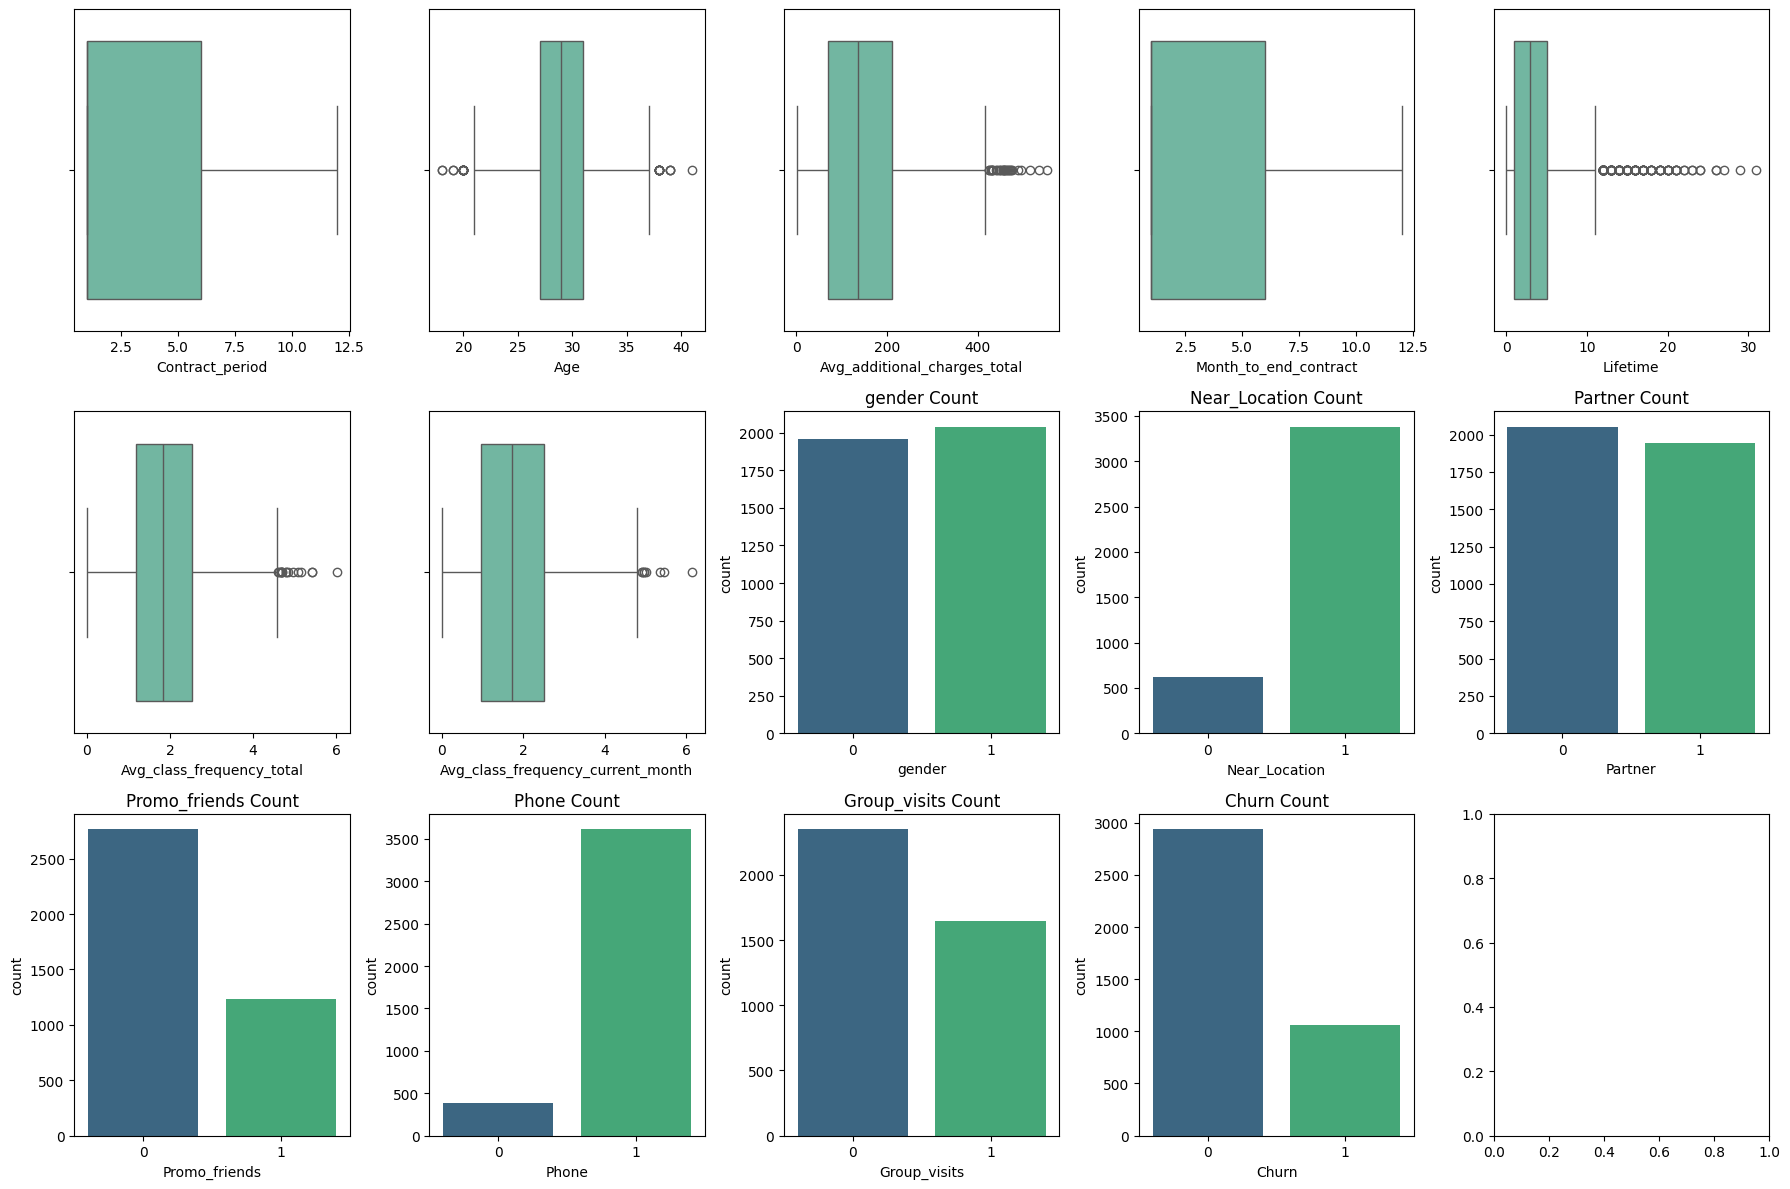 2.5 5.0 7.5 10.0 12.5
Contract_period
20 25 30 35 40
Age
0 200 400
Avg_additional_charges_total
2.5 5.0 7.5 10.0 12.5
Month_to_end_contract
0 10 20 30
Lifetime
0 2 4 6
Avg_class_frequency_total
0 2 4 6
Avg_class_frequency_current_month
gender Count
2000
1750
1500
1250
1000
750
500
250
0
count
0 1
gender
Near_Location Count
3500
3000
2500
2000
1500
1000
500
0
count
0 1
Near_Location
Partner Count
2000
1750
1500
1250
1000
750
500
250
0
count
0 1
Partner
Promo_friends Count
2500
2000
1500
1000
500
0
count
0 1
Promo_friends
Phone Count
3500
3000
2500
2000
1500
1000
500
0
count
0 1
Phone
Group_visits Count
2000
1500
1000
500
0
count
0 1
Group_visits
Churn Count
3000
2500
2000
1500
1000
500
0
count
0 1
Churn
1.0
0.8
0.6
0.4
0.2
0.0
0.0 0.2 0.4 0.6 0.8 1.0